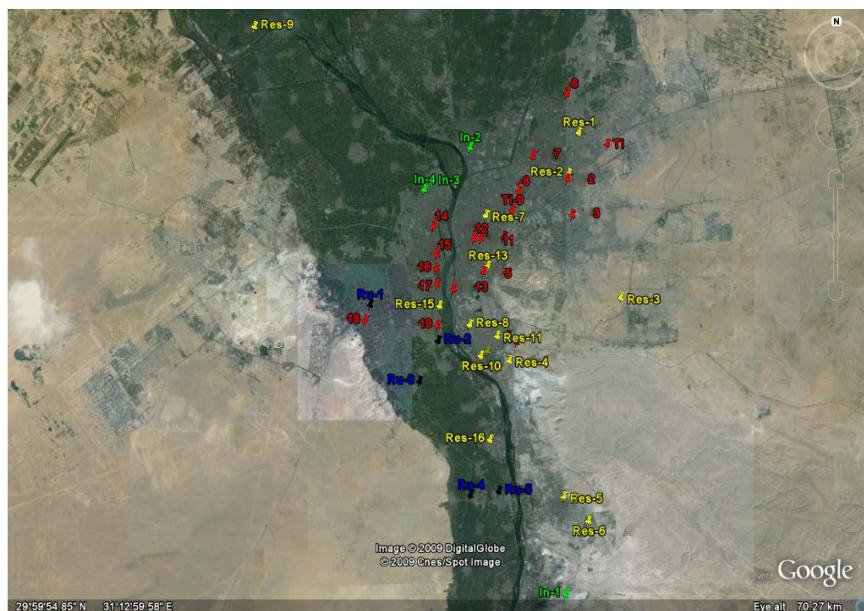 Res-9
N
-6
Res-1
TI
In-2
7
Res-2
2
In-4 In-3
-8
TI-9
3
Res-7
14
12
11
15
Res-13
16
5
17
13
Ru-1
Res-15
Res-3
18
19
Res-8
Ru-2
Res-11
Res-10
Res-4
Ru-3
Res-16
Ru-4
Ru-5
Res-5
Res-6
Image © 2009 DigitalGlobe
© 2009 Cnes/Spot Image
Google
In-1
29°59'54.85" N 31°12'59.58" E
Eye alt 70.27 km